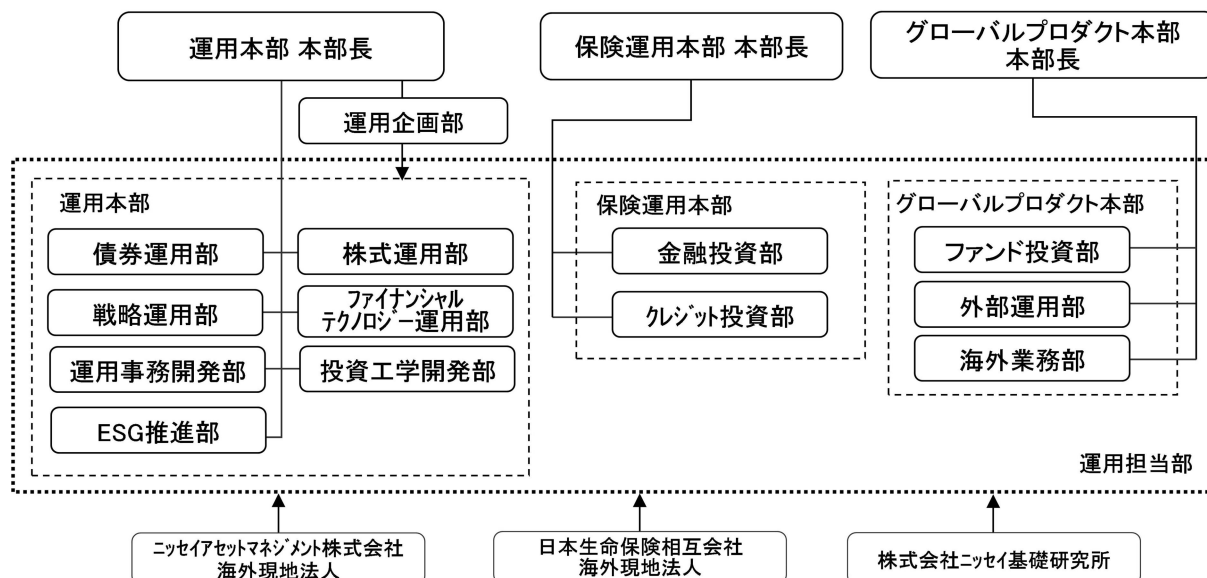 運用本部 本部長
保険運用本部 本部長
グローバルプロダクト本部
本部長
運用企画部
運用本部
債券運用部
株式運用部
戦略運用部
ファイナンシャル
テクノロジー運用部
運用事務開発部
投資工学開発部
ESG推進部
保険運用本部
金融投資部
クレジット投資部
グローバルプロダクト本部
ファンド投資部
外部運用部
海外業務部
運用担当部
ニッセイアセットマネジメント株式会社
海外現地法人
日本生命保険相互会社
海外現地法人
株式会社ニッセイ基礎研究所